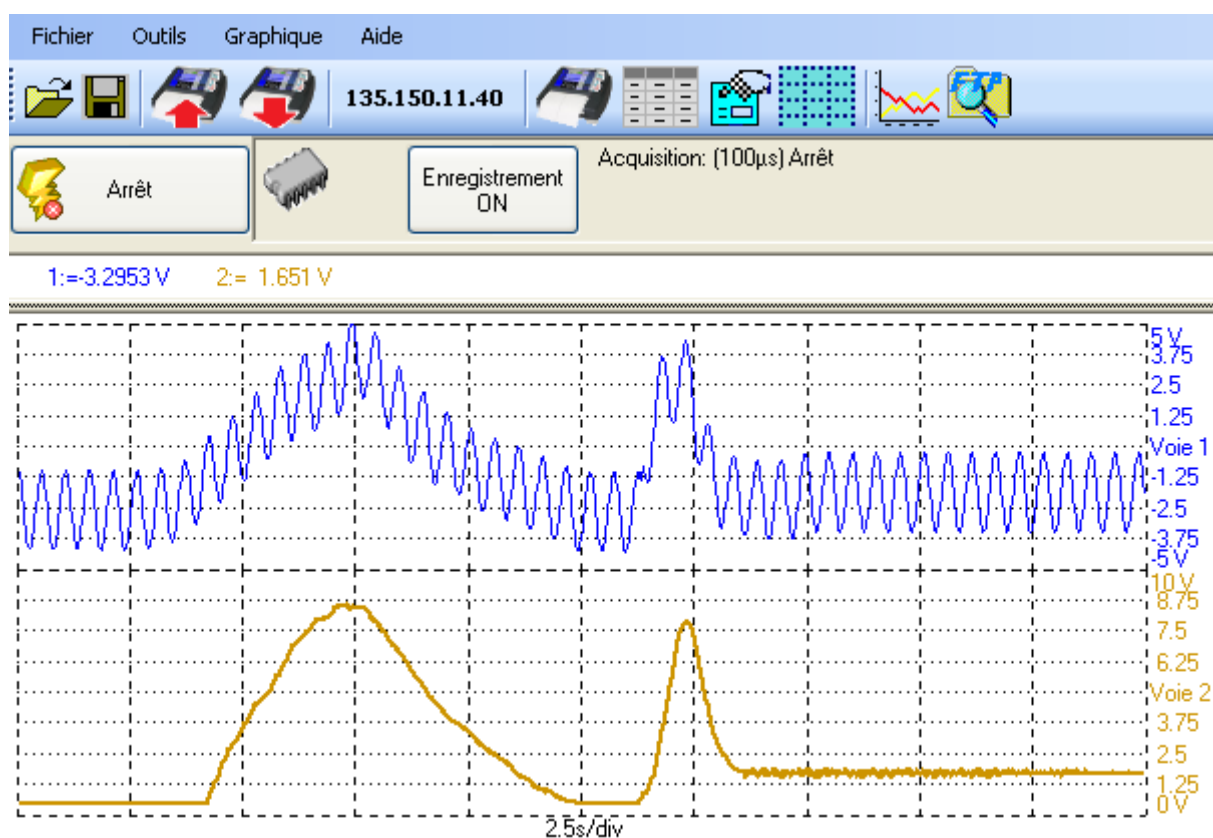 Fichier Outils Graphique Aide
135.150.11.40
FTP
Arrêt
Enregistrement
ON
Acquisition: (100µs) Arrêt
1:=-3.2953 V 2:= 1.651 V
5 V
3.75
2.5
1.25
Voie 1
-1.25
-2.5
-3.75
-5 V
10 V
8.75
7.5
6.25
Voie 2
3.75
2.5
1.25
0 V
2.5s/div